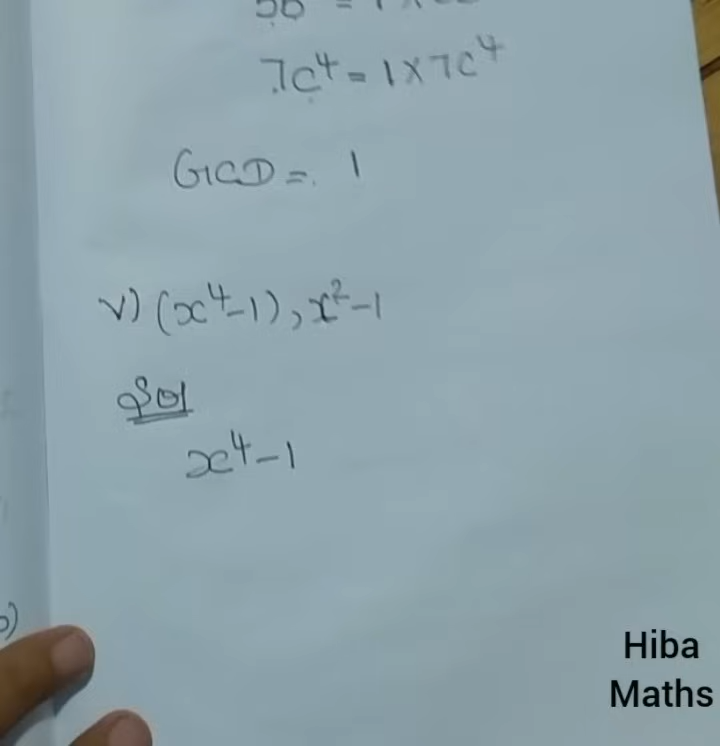 7c⁴ = 1 × 7c⁴
GCD = 1
v) (x⁴-1), x²-1
Sol
x⁴-1
Hiba
Maths